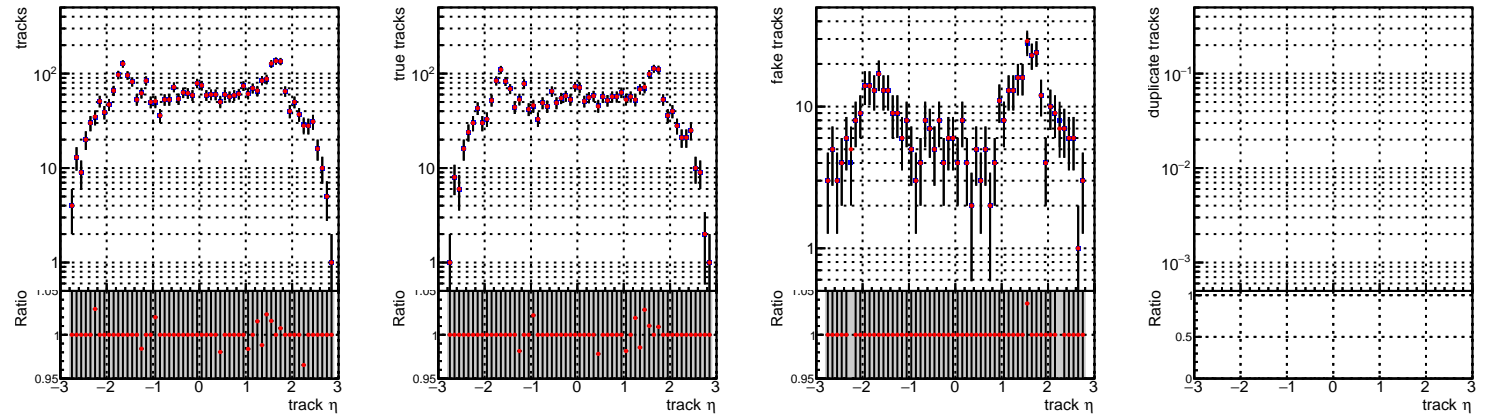 tracks
10²
10
1
Ratio
1.05
1
0.95
−3 −2 −1 0 1 2 3
track η
true tracks
10²
10
1
Ratio
1.05
1
0.95
−3 −2 −1 0 1 2 3
track η
fake tracks
10
1
Ratio
1.05
1
0.95
−3 −2 −1 0 1 2 3
track η
duplicate tracks
10⁻¹
10⁻²
10⁻³
Ratio
1
0.5
0
−3 −2 −1 0 1 2 3
track η